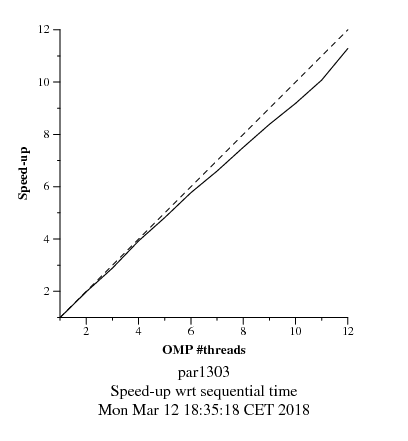 12
10
8
6
4
2
Speed-up
2 4 6 8 10 12
OMP #threads
par1303
Speed-up wrt sequential time
Mon Mar 12 18:35:18 CET 2018